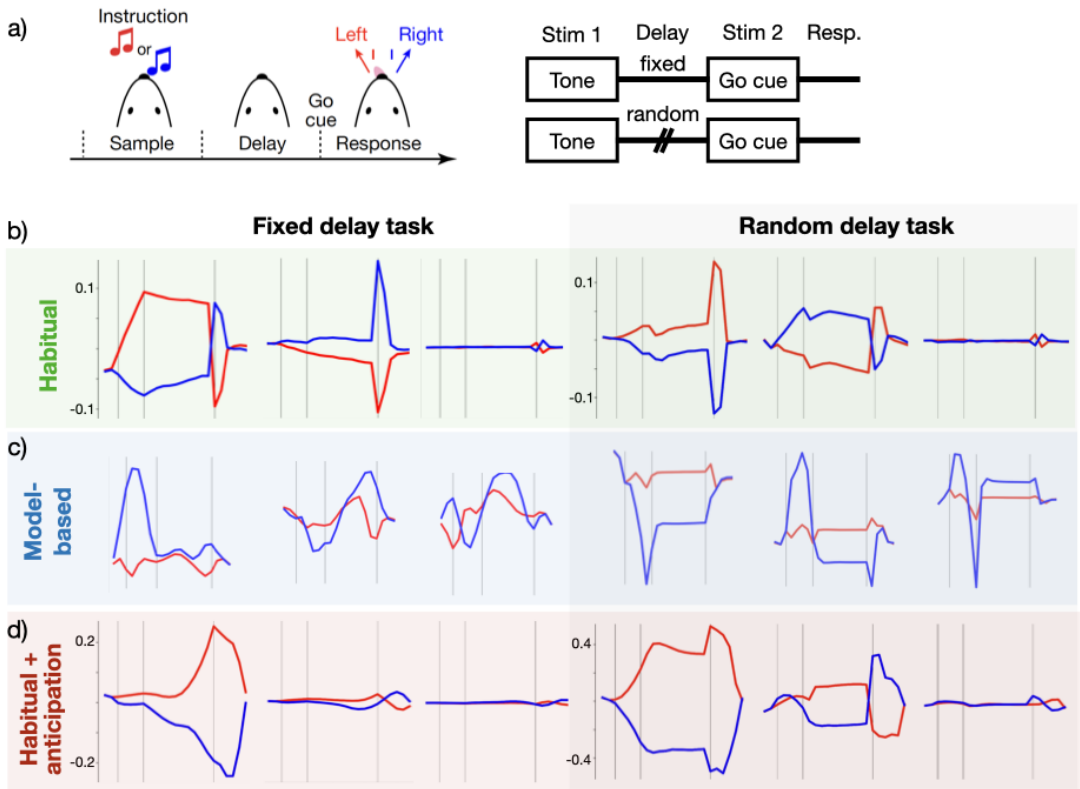 a)
Instruction
or
Left
Right
Go
cue
Sample
Delay
Response
Stim 1
Delay
Stim 2
Resp.
fixed
Tone
Go cue
random
Tone
Go cue
b)
Fixed delay task
Random delay task
Habitual
0.1
-0.1
0.1
-0.1
c)
Model-
based
d)
Habitual +
anticipation
0.2
-0.2
0.4
-0.4